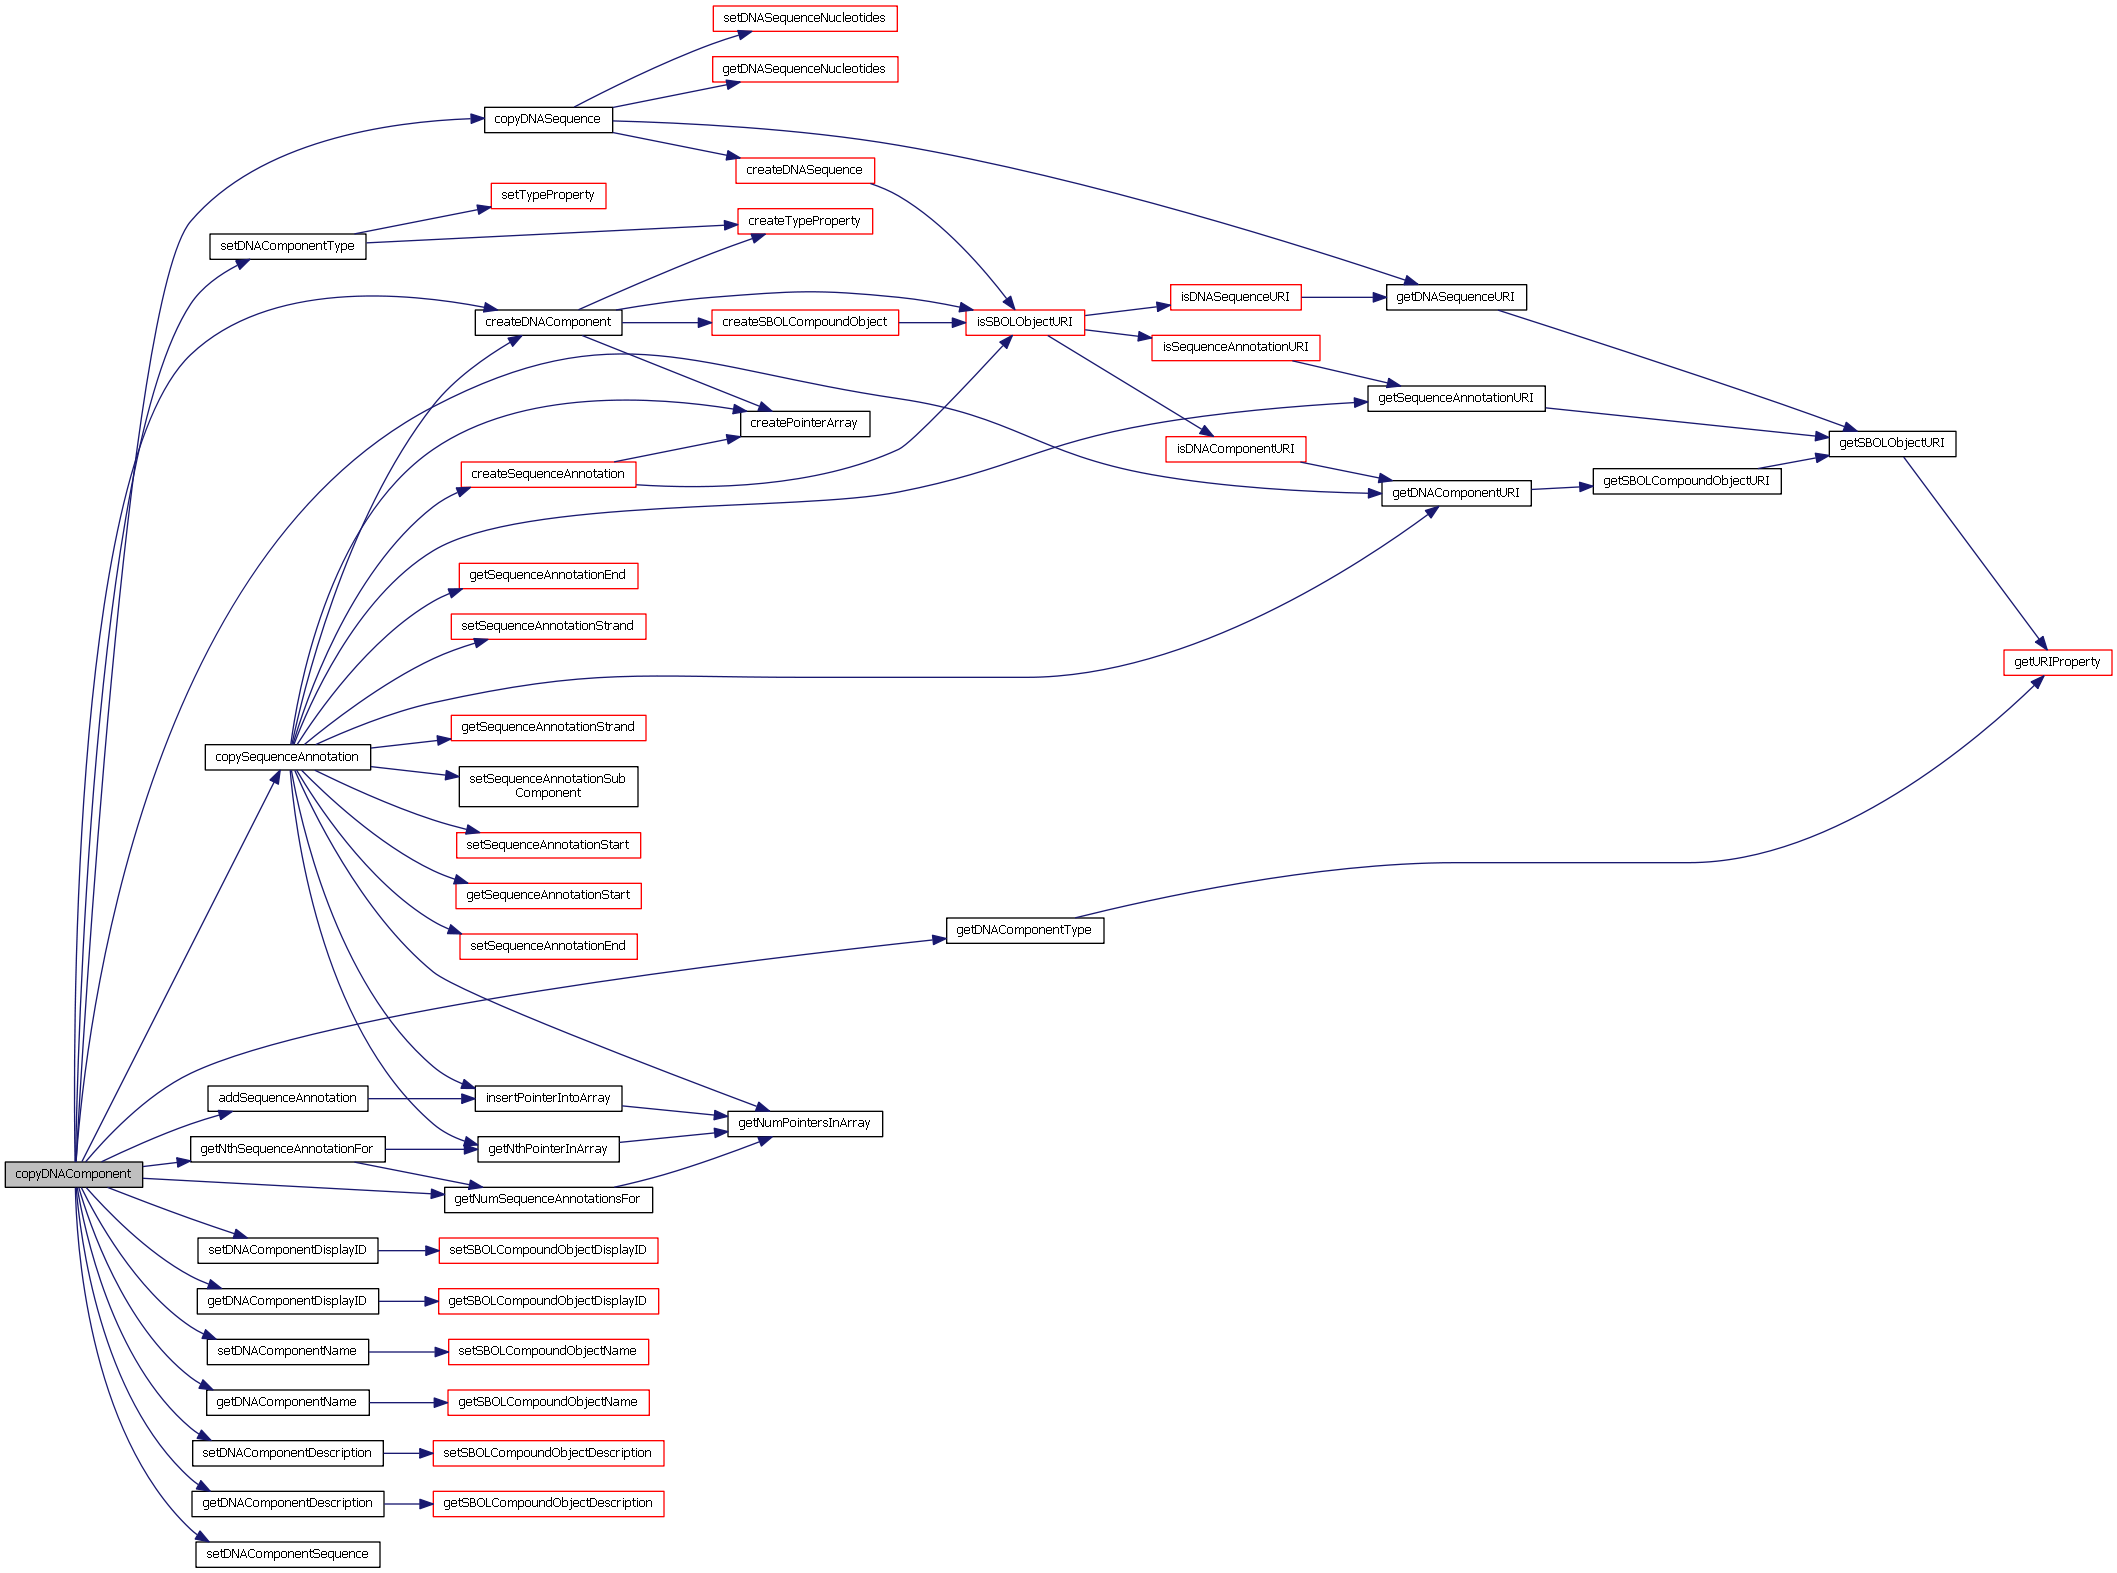 setDNASequenceNucleotides
getDNASequenceNucleotides
copyDNASequence
createDNASequence
setTypeProperty
createTypeProperty
setDNAComponentType
isDNASequenceURI
getDNASequenceURI
createDNAComponent
createSBOLCompoundObject
isSBOLObjectURI
isSequenceAnnotationURI
getSequenceAnnotationURI
createPointerArray
getSBOLObjectURI
isDNAComponentURI
createSequenceAnnotation
getSBOLCompoundObjectURI
getDNAComponentURI
getSequenceAnnotationEnd
setSequenceAnnotationStrand
getURIProperty
getSequenceAnnotationStrand
copySequenceAnnotation
setSequenceAnnotationSub
Component
setSequenceAnnotationStart
getSequenceAnnotationStart
getDNAComponentType
setSequenceAnnotationEnd
addSequenceAnnotation
insertPointerIntoArray
getNumPointersInArray
getNthSequenceAnnotationFor
getNthPointerInArray
copyDNAComponent
getNumSequenceAnnotationsFor
setDNAComponentDisplayID
setSBOLCompoundObjectDisplayID
getDNAComponentDisplayID
getSBOLCompoundObjectDisplayID
setDNAComponentName
setSBOLCompoundObjectName
getDNAComponentName
getSBOLCompoundObjectName
setDNAComponentDescription
setSBOLCompoundObjectDescription
getDNAComponentDescription
getSBOLCompoundObjectDescription
setDNAComponentSequence